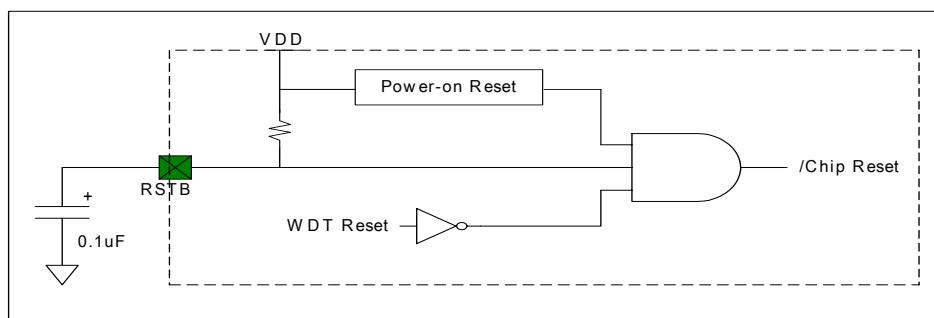 VDD
Power-on Reset
/Chip Reset
RSTB
+
WDT Reset
0.1uF